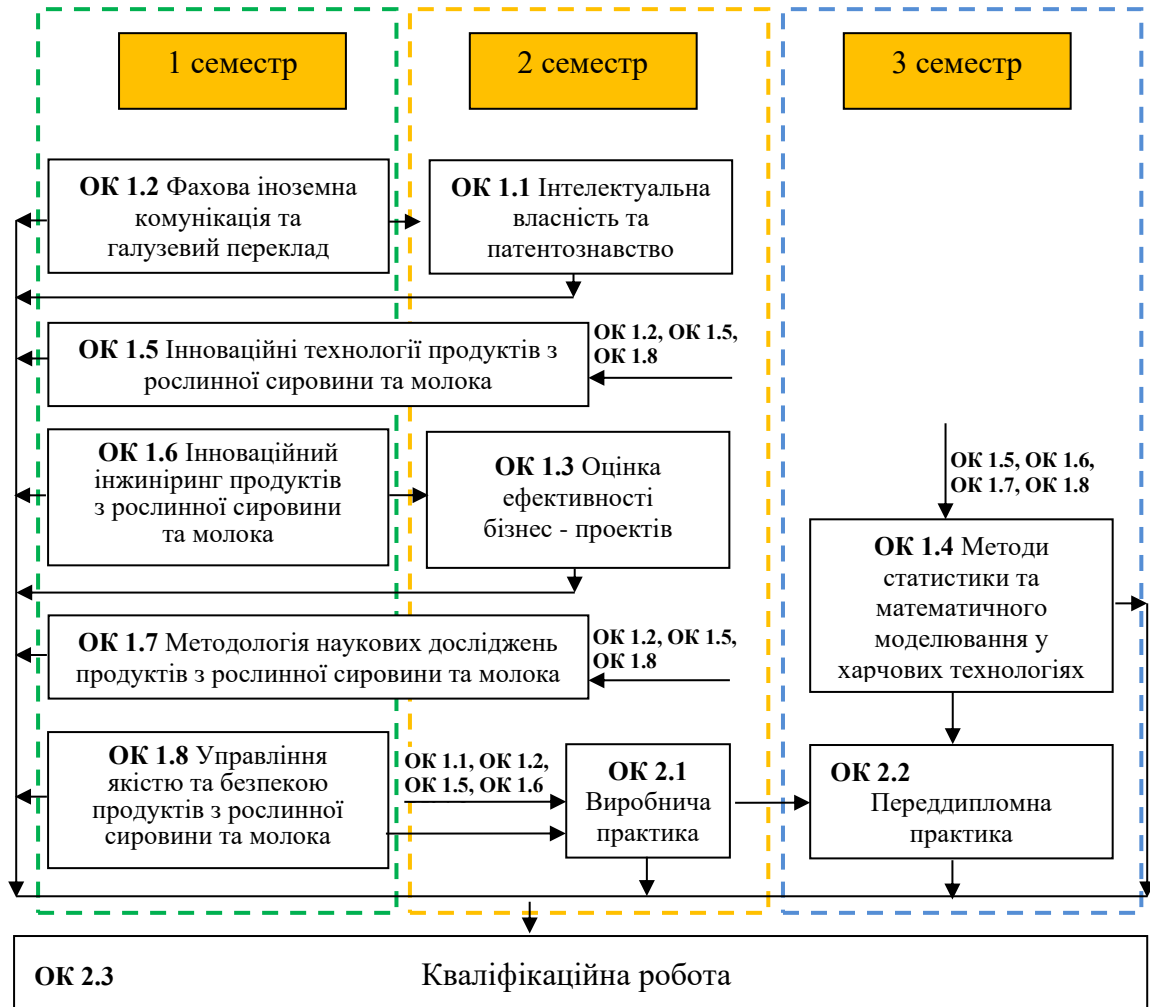 1 семестр
2 семестр
3 семестр
ОК 1.2 Фахова іноземна
комунікація та
галузевий переклад
ОК 1.1 Інтелектуальна
власність та
патентознавство
ОК 1.5 Інноваційні технології продуктів з
рослинної сировини та молока
ОК 1.2, ОК 1.5,
ОК 1.8
ОК 1.6 Інноваційний
інжиніринг продуктів
з рослинної сировини
та молока
ОК 1.3 Оцінка
ефективності
бізнес - проектів
ОК 1.5, ОК 1.6,
ОК 1.7, ОК 1.8
ОК 1.4 Методи
статистики та
математичного
моделювання у
харчових технологіях
ОК 1.7 Методологія наукових досліджень
продуктів з рослинної сировини та молока
ОК 1.2, ОК 1.5,
ОК 1.8
ОК 1.8 Управління
якістю та безпекою
продуктів з рослинної
сировини та молока
ОК 1.1, ОК 1.2,
ОК 1.5, ОК 1.6
ОК 2.1
Виробнича
практика
ОК 2.2
Переддипломна
практика
ОК 2.3 Кваліфікаційна робота